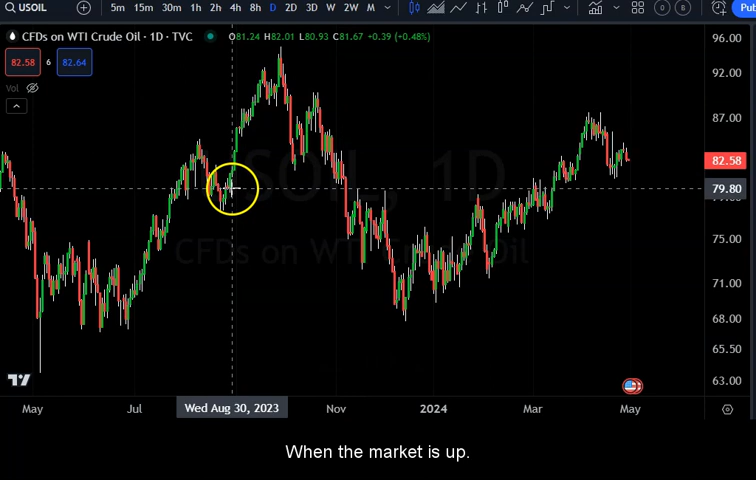 USOIL 5m 15m 30m 1h 2h 4h 8h D 2D 3D W 2W M Pu
CFDs on WTI Crude Oil · 1D · TVC O81.24 H82.01 L80.93 C81.67 +0.39 (+0.48%)
82.58 6 82.64
Vol
96.00
92.00
87.00
82.58
79.80
75.00
71.00
68.00
65.50
63.00
SOIL, 1D
CFDs on WTI Crude Oil
May Jul Wed Aug 30, 2023 Nov 2024 Mar May
When the market is up.